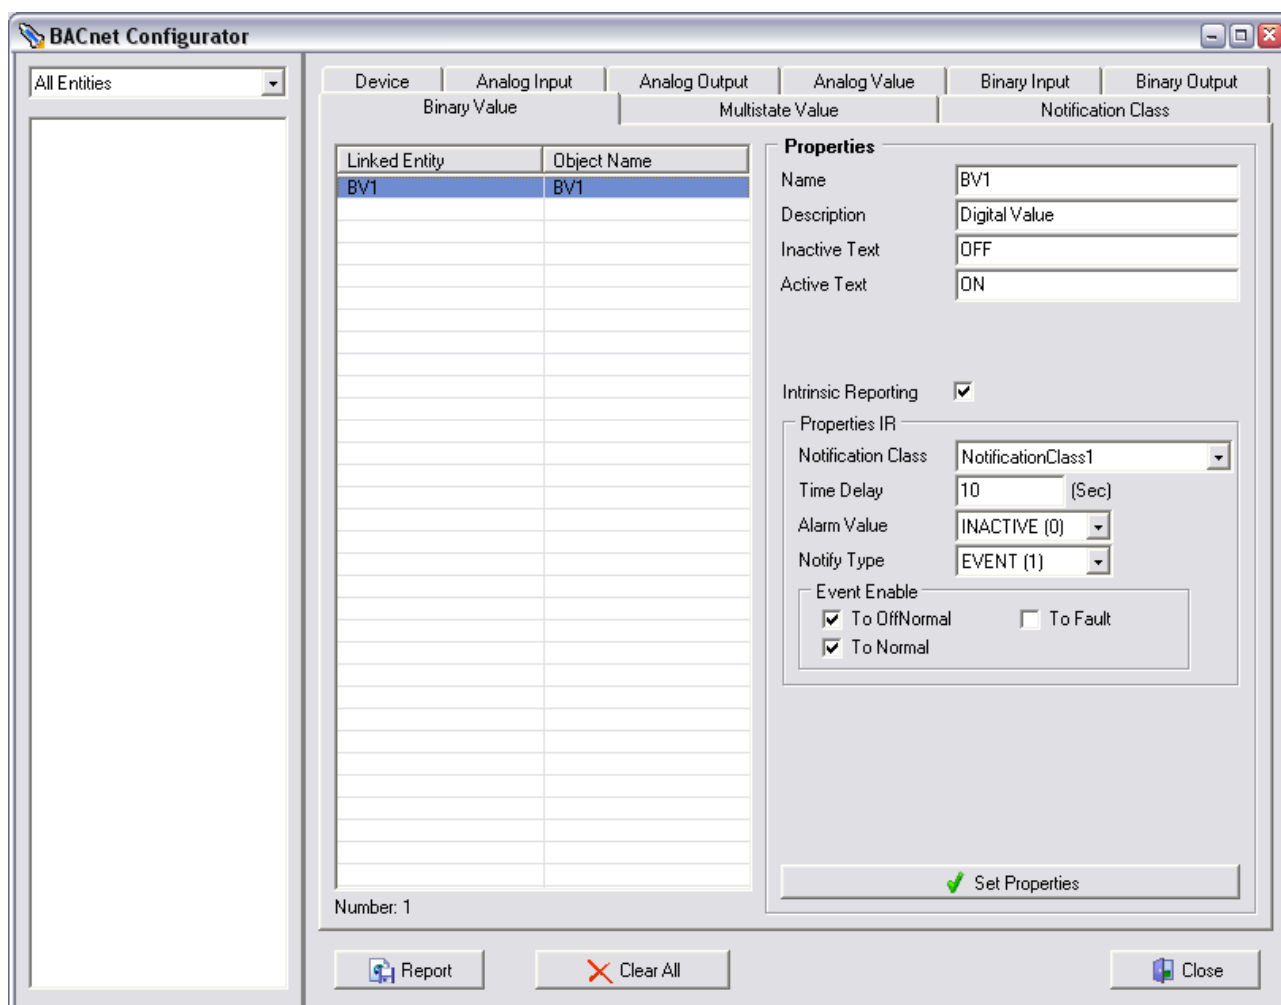 BACnet Configurator
All Entities
Device Analog Input Analog Output Analog Value Binary Input Binary Output
Binary Value Multistate Value Notification Class
Linked Entity Object Name
BV1 BV1
Number: 1
Properties
Name BV1
Description Digital Value
Inactive Text OFF
Active Text ON
Intrinsic Reporting
Properties IR
Notification Class NotificationClass1
Time Delay 10 (Sec)
Alarm Value INACTIVE (0)
Notify Type EVENT (1)
Event Enable
To OffNormal To Fault
To Normal
Set Properties
Report Clear All Close